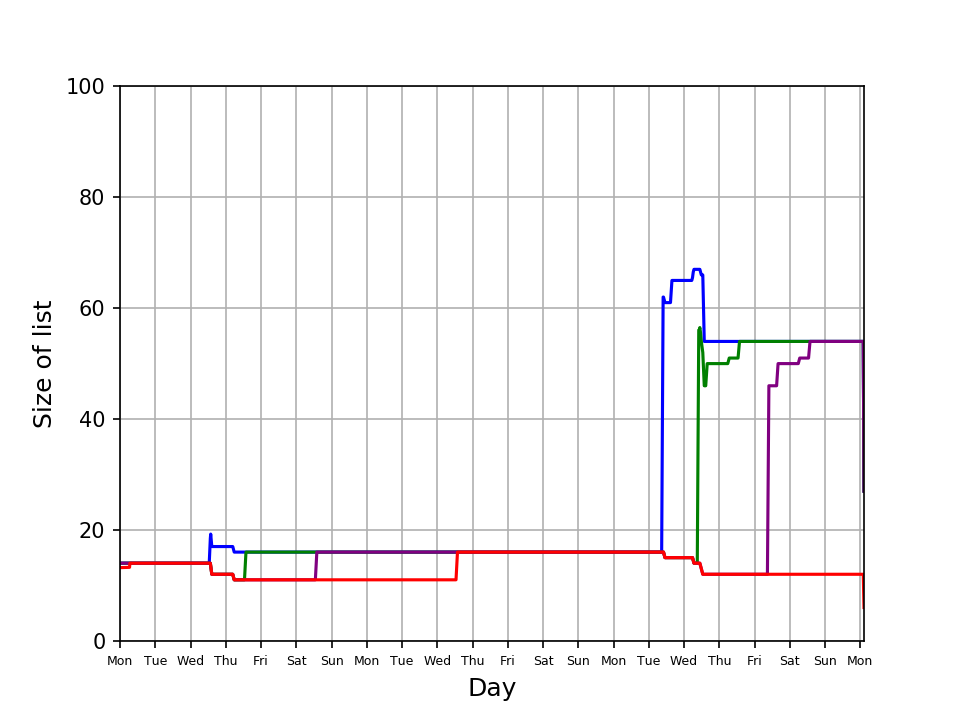 100
80
60
40
20
0
Size of list
Mon Tue Wed Thu Fri Sat Sun Mon Tue Wed Thu Fri Sat Sun Mon Tue Wed Thu Fri Sat Sun Mon
Day